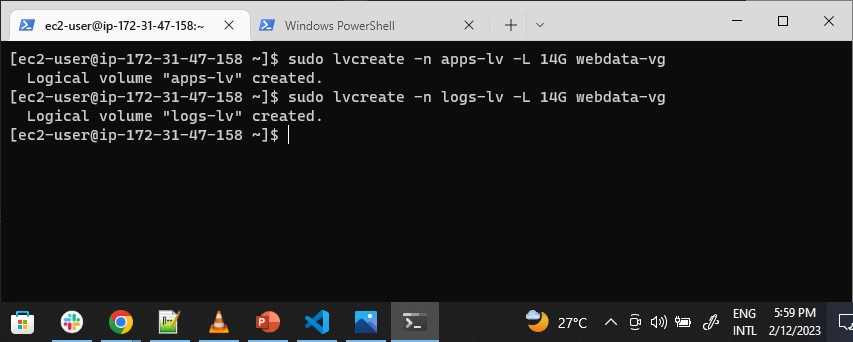 ec2-user@ip-172-31-47-158:~
Windows PowerShell
[ec2-user@ip-172-31-47-158 ~]$ sudo lvcreate -n apps-lv -L 14G webdata-vg
Logical volume "apps-lv" created.
[ec2-user@ip-172-31-47-158 ~]$ sudo lvcreate -n logs-lv -L 14G webdata-vg
Logical volume "logs-lv" created.
[ec2-user@ip-172-31-47-158 ~]$
27°C
ENG
INTL
5:59 PM
2/12/2023